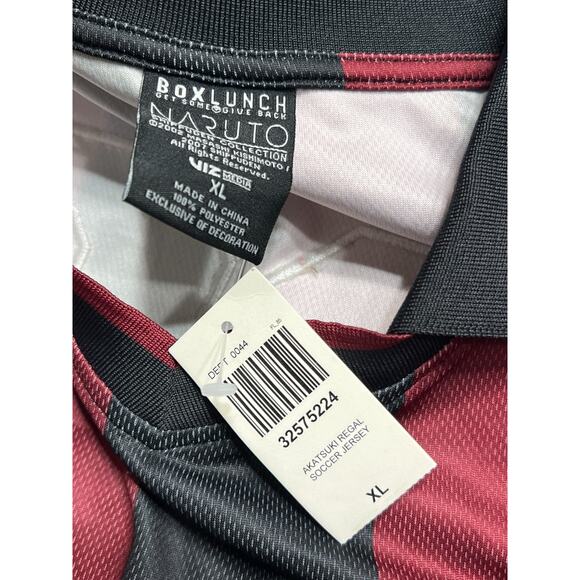 BOXLUNCH
GET SOME GIVE BACK
NARUTO
SHIPPUDEN COLLECTION
©2002 MASASHI KISHIMOTO /
2007 SHIPPUDEN
All Rights Reserved.
VIZ MEDIA
XL
MADE IN CHINA
100% POLYESTER
EXCLUSIVE OF DECORATION
DEPT 0044
32575224
AKATSUKI REGAL
SOCCER JERSEY
XL